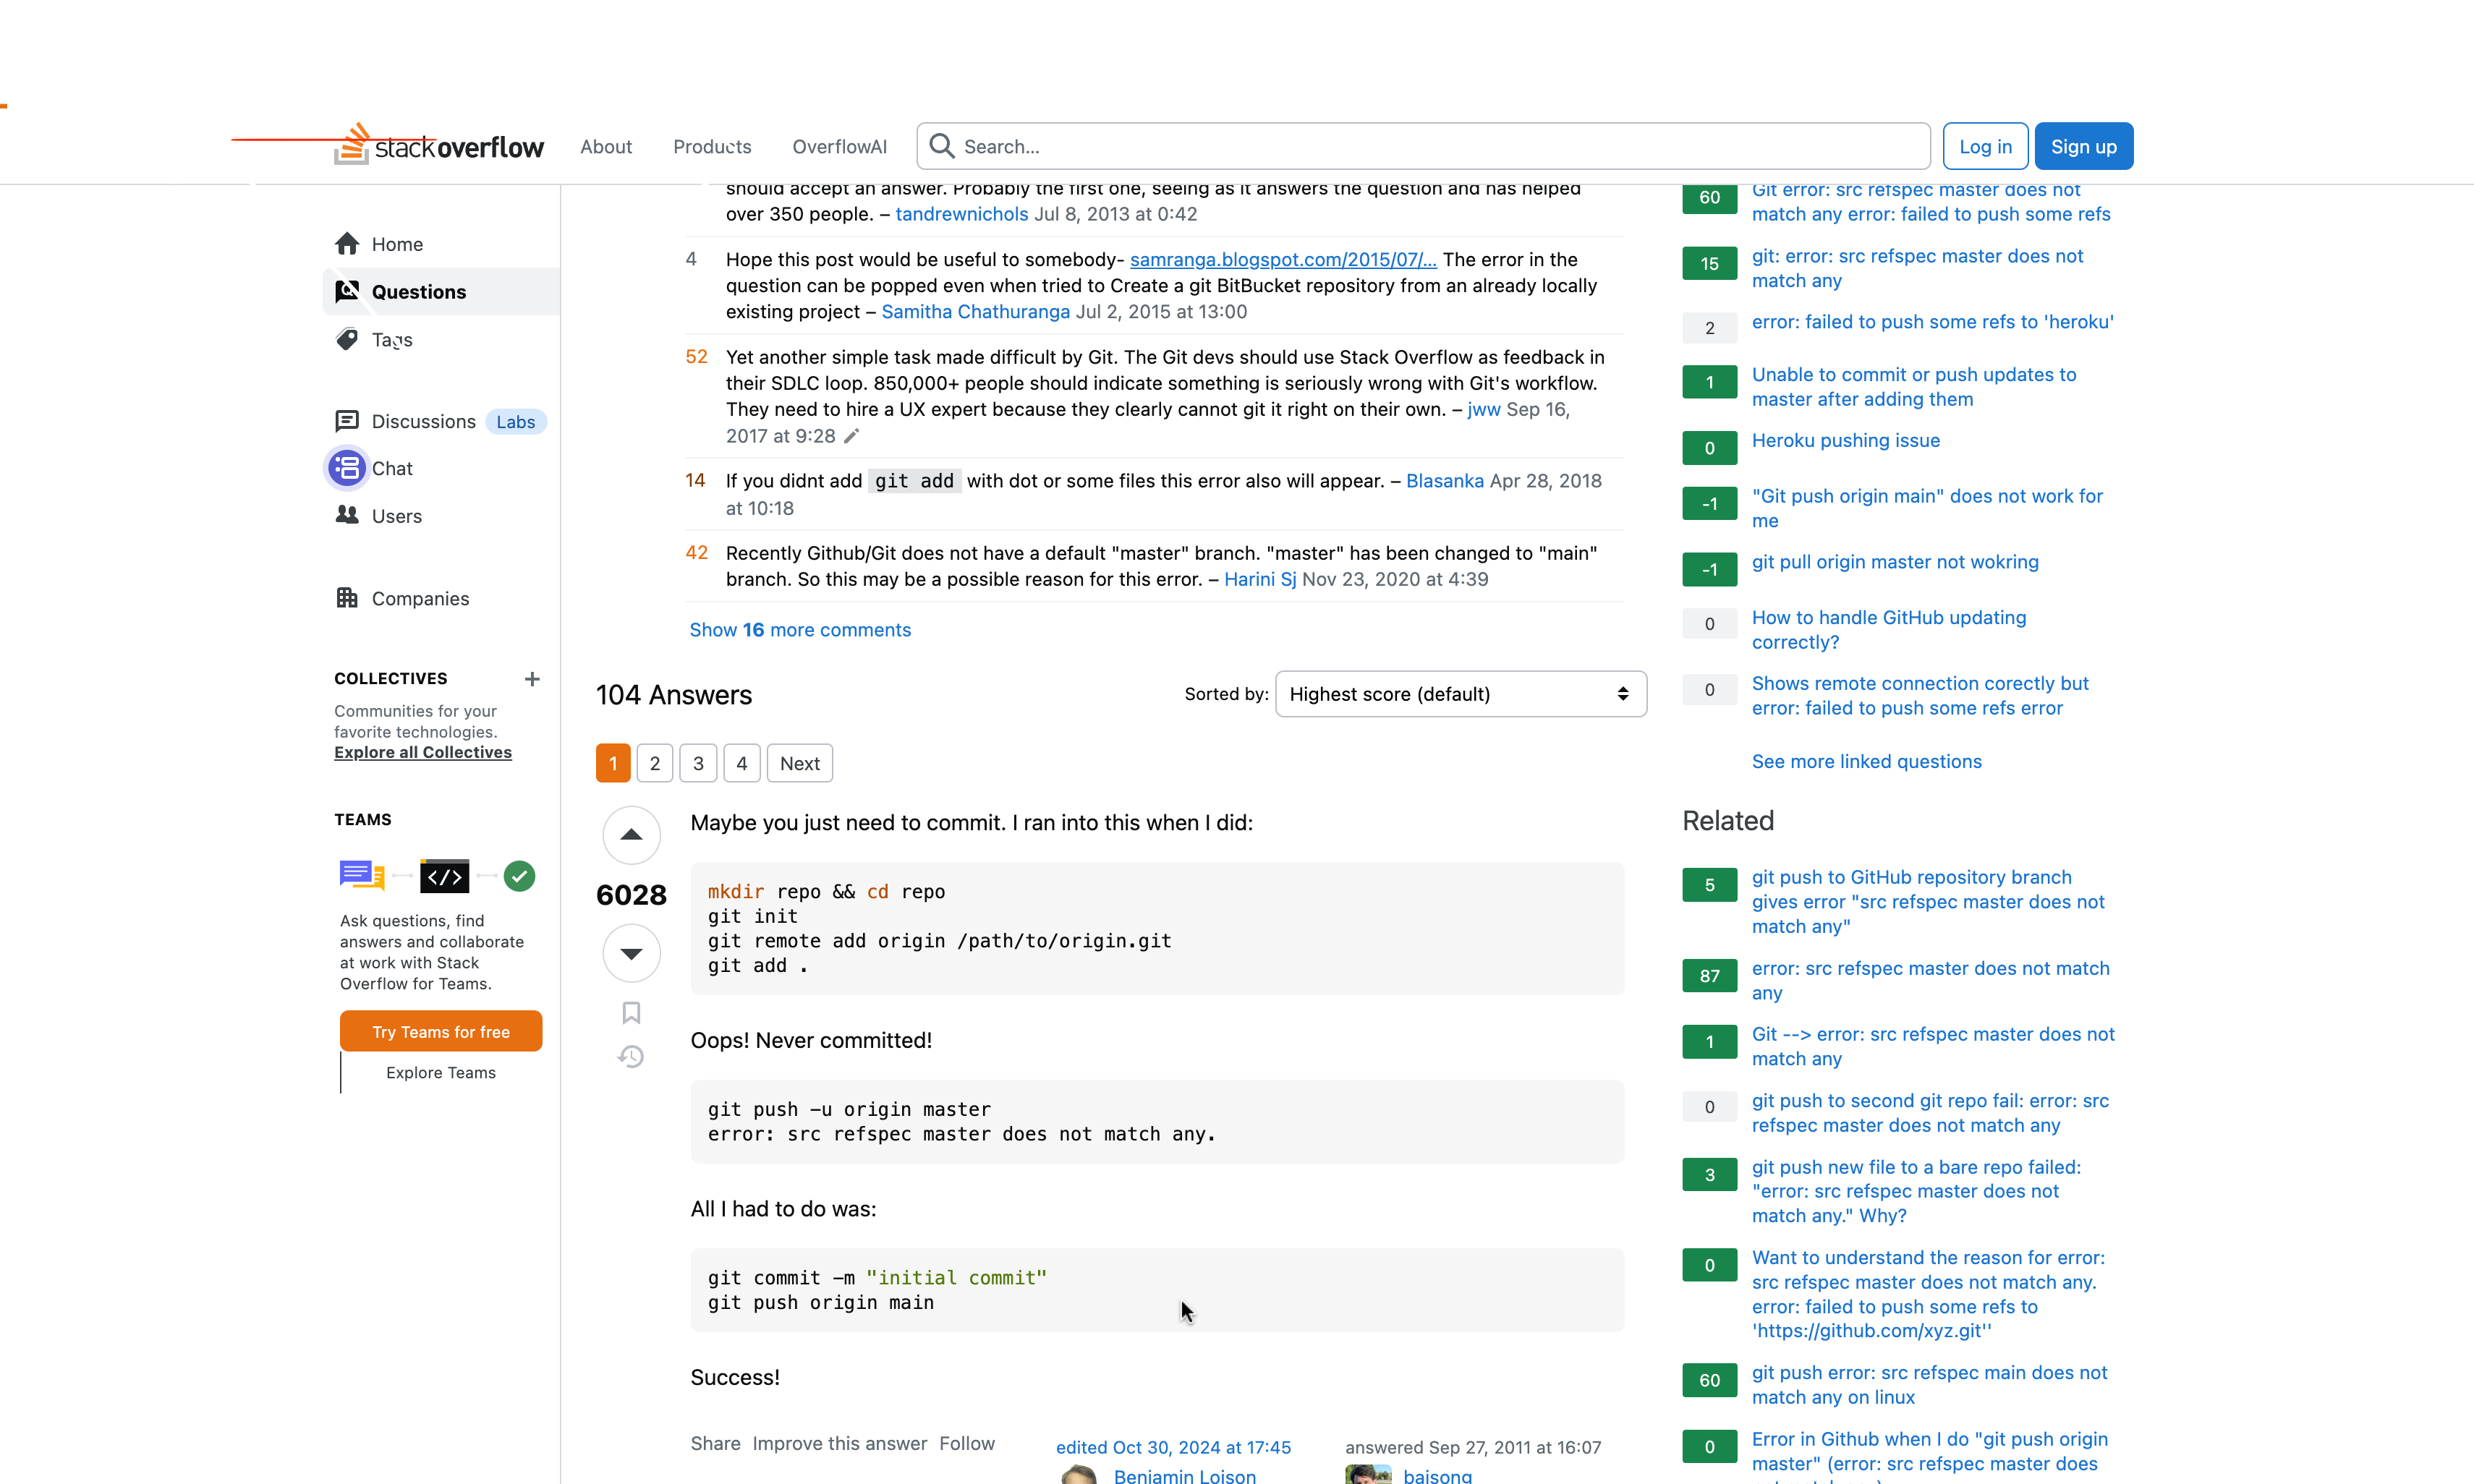 stackoverflow
About
Products
OverflowAI
Search...
Log in
Sign up
Home
Questions
Tags
Discussions Labs
Chat
Users
Companies
COLLECTIVES
Communities for your
favorite technologies.
Explore all Collectives
TEAMS
</>
Ask questions, find
answers and collaborate
at work with Stack
Overflow for Teams.
Try Teams for free
Explore Teams
should accept an answer. Probably the first one, seeing as it answers the question and has helped
over 350 people. – tandrewnichols Jul 8, 2013 at 0:42
4 Hope this post would be useful to somebody- samranga.blogspot.com/2015/07/... The error in the
question can be popped even when tried to Create a git BitBucket repository from an already locally
existing project – Samitha Chathuranga Jul 2, 2015 at 13:00
52 Yet another simple task made difficult by Git. The Git devs should use Stack Overflow as feedback in
their SDLC loop. 850,000+ people should indicate something is seriously wrong with Git's workflow.
They need to hire a UX expert because they clearly cannot git it right on their own. – jww Sep 16,
2017 at 9:28
14 If you didnt add git add with dot or some files this error also will appear. – Blasanka Apr 28, 2018
at 10:18
42 Recently Github/Git does not have a default "master" branch. "master" has been changed to "main"
branch. So this may be a possible reason for this error. – Harini Sj Nov 23, 2020 at 4:39
Show 16 more comments
104 Answers
Sorted by: Highest score (default)
1 2 3 4 Next
6028
Maybe you just need to commit. I ran into this when I did:
mkdir repo && cd repo
git init
git remote add origin /path/to/origin.git
git add .
Oops! Never committed!
git push -u origin master
error: src refspec master does not match any.
All I had to do was:
git commit -m "initial commit"
git push origin main
Success!
Share Improve this answer Follow
edited Oct 30, 2024 at 17:45
Benjamin Loison
answered Sep 27, 2011 at 16:07
baisong
60 Git error: src refspec master does not
match any error: failed to push some refs
15 git: error: src refspec master does not
match any
2 error: failed to push some refs to 'heroku'
1 Unable to commit or push updates to
master after adding them
0 Heroku pushing issue
-1 "Git push origin main" does not work for
me
-1 git pull origin master not wokring
0 How to handle GitHub updating
correctly?
0 Shows remote connection corectly but
error: failed to push some refs error
See more linked questions
Related
5 git push to GitHub repository branch
gives error "src refspec master does not
match any"
87 error: src refspec master does not match
any
1 Git --> error: src refspec master does not
match any
0 git push to second git repo fail: error: src
refspec master does not match any
3 git push new file to a bare repo failed:
"error: src refspec master does not
match any." Why?
0 Want to understand the reason for error:
src refspec master does not match any.
error: failed to push some refs to
'https://github.com/xyz.git''
60 git push error: src refspec main does not
match any on linux
0 Error in Github when I do "git push origin
master" (error: src refspec master does